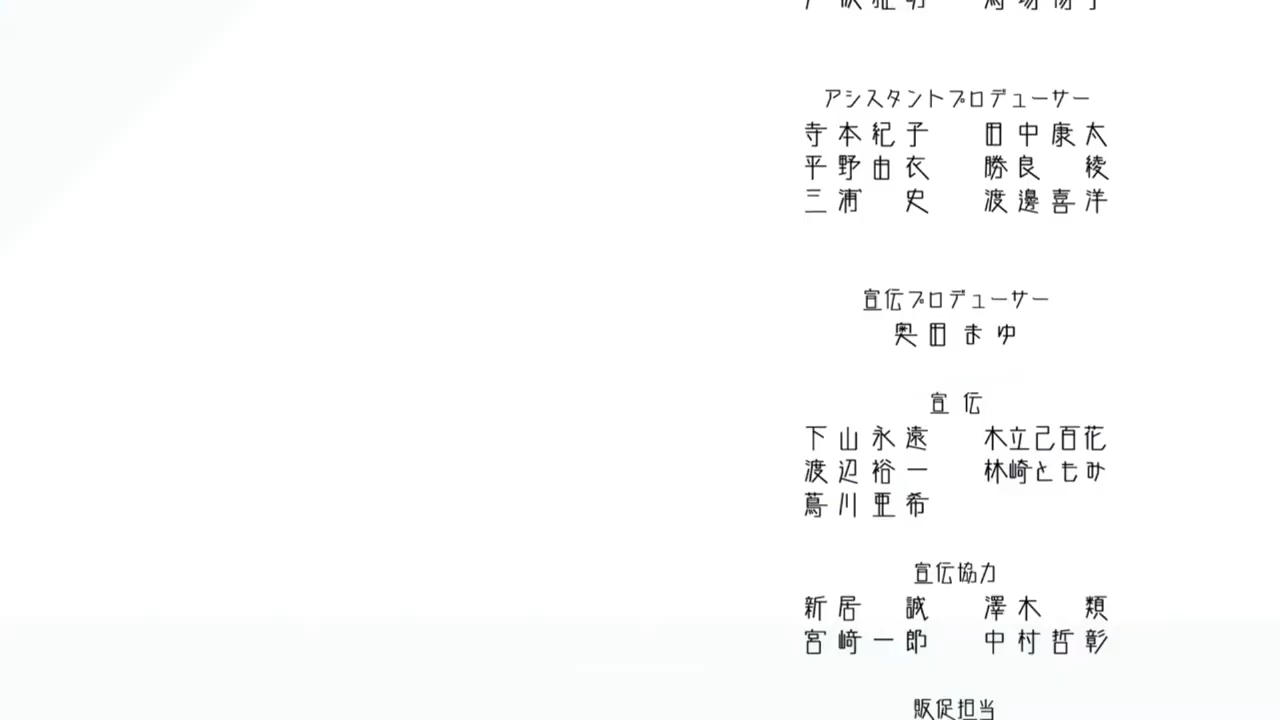 アシスタントプロデューサー
寺本紀子 田中康太
平野由衣 勝良 綾
三浦 史 渡邊喜洋
宣伝プロデューサー
奥田まゆ
宣伝
下山永遠 木立己百花
渡辺裕一 林崎ともみ
蔦川亜希
宣伝協力
新居 誠 澤木 類
宮﨑一郎 中村哲彰
販促担当